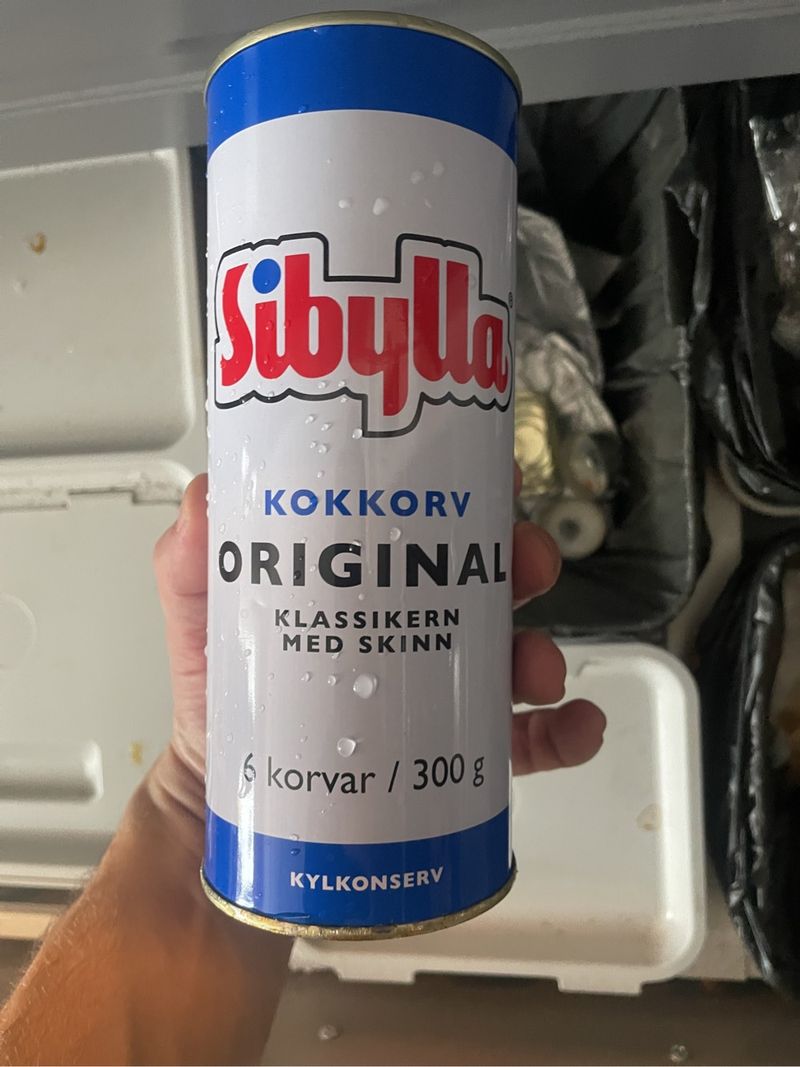 Sibylla®
KOKKORV
ORIGINAL
KLASSIKERN
MED SKINN
6 korvar / 300 g
KYLKONSERV